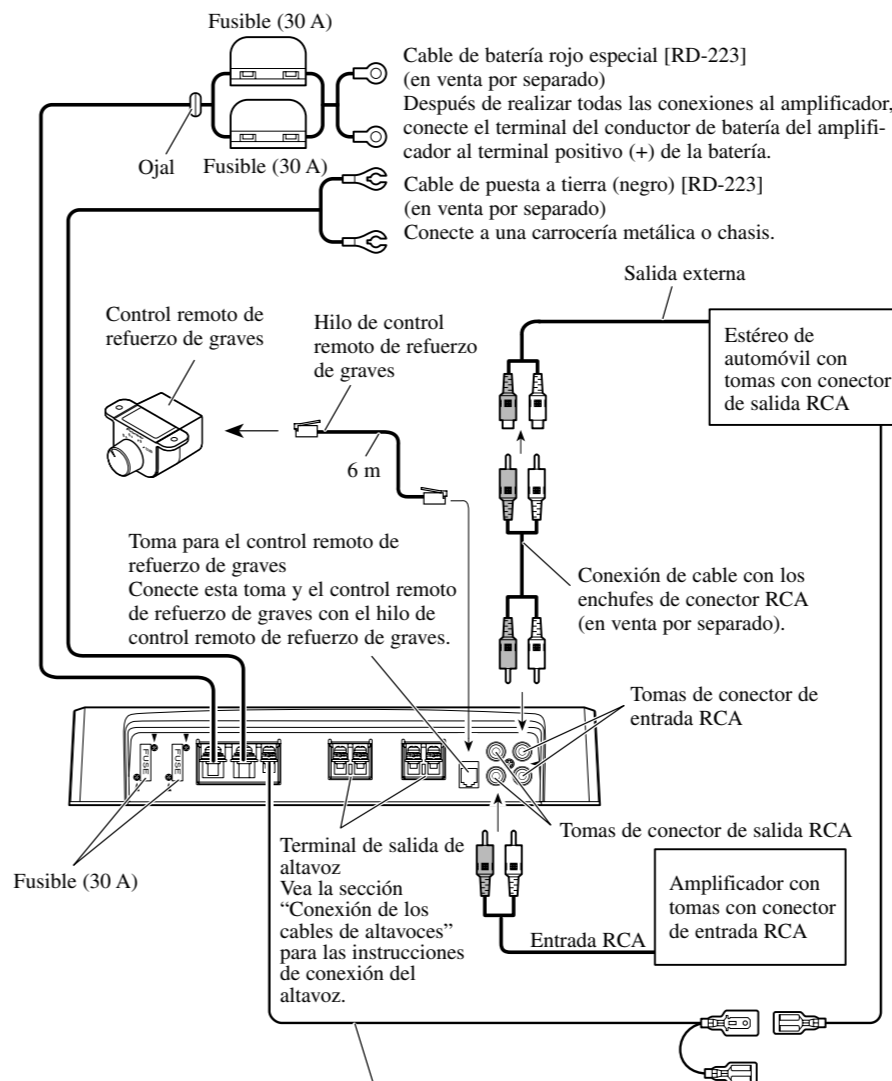 Fusible (30 A)
Cable de batería rojo especial [RD-223]
(en venta por separado)
Después de realizar todas las conexiones al amplificador,
conecte el terminal del conductor de batería del amplifi-
cador al terminal positivo (+) de la batería.
Ojal
Fusible (30 A)
Cable de puesta a tierra (negro) [RD-223]
(en venta por separado)
Conecte a una carrocería metálica o chasis.
Salida externa
Control remoto de
refuerzo de graves
Hilo de control
remoto de refuerzo
de graves
Estéreo de
automóvil con
tomas con conector
de salida RCA
6 m
Toma para el control remoto de
refuerzo de graves
Conecte esta toma y el control remoto
de refuerzo de graves con el hilo de
control remoto de refuerzo de graves.
Conexión de cable con los
enchufes de conector RCA
(en venta por separado).
Tomas de conector de
entrada RCA
FUSE
FUSE
Tomas de conector de salida RCA
Terminal de salida de
altavoz
Vea la sección
“Conexión de los
cables de altavoces”
para las instrucciones
de conexión del
altavoz.
Fusible (30 A)
Amplificador con
tomas con conector
de entrada RCA
Entrada RCA